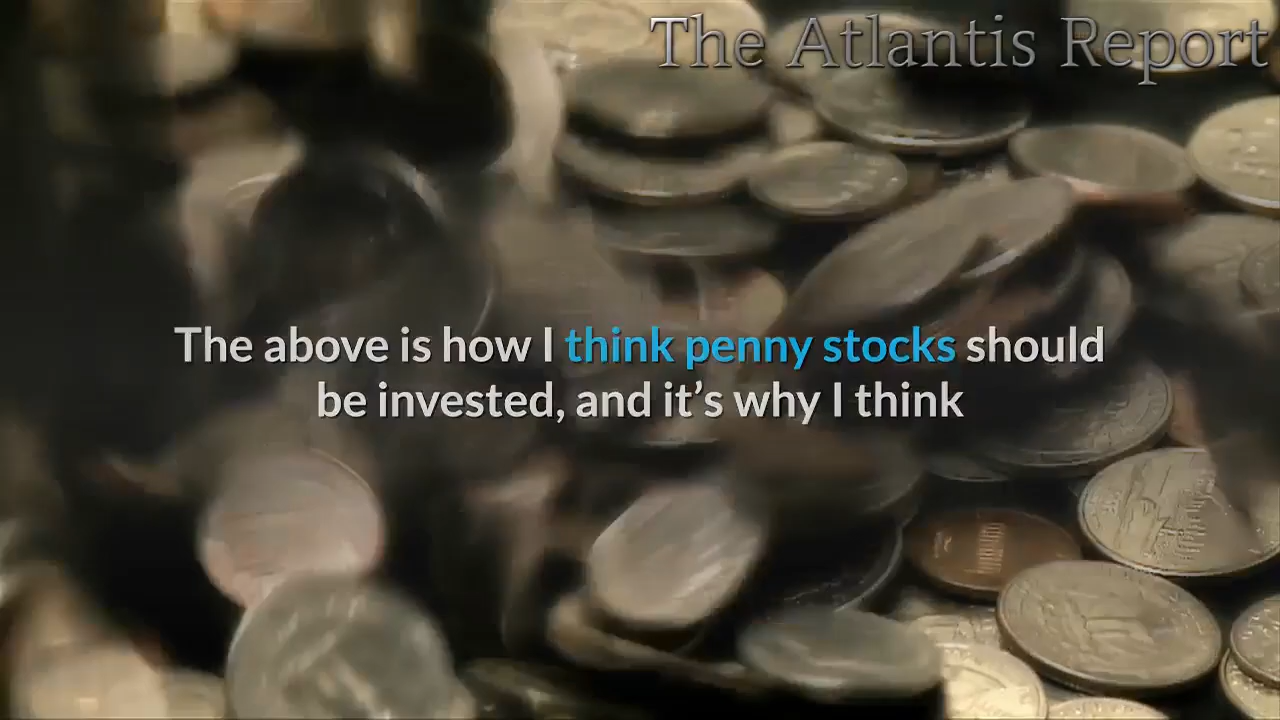 The Atlantis Report
The above is how I think penny stocks should
be invested, and it’s why I think